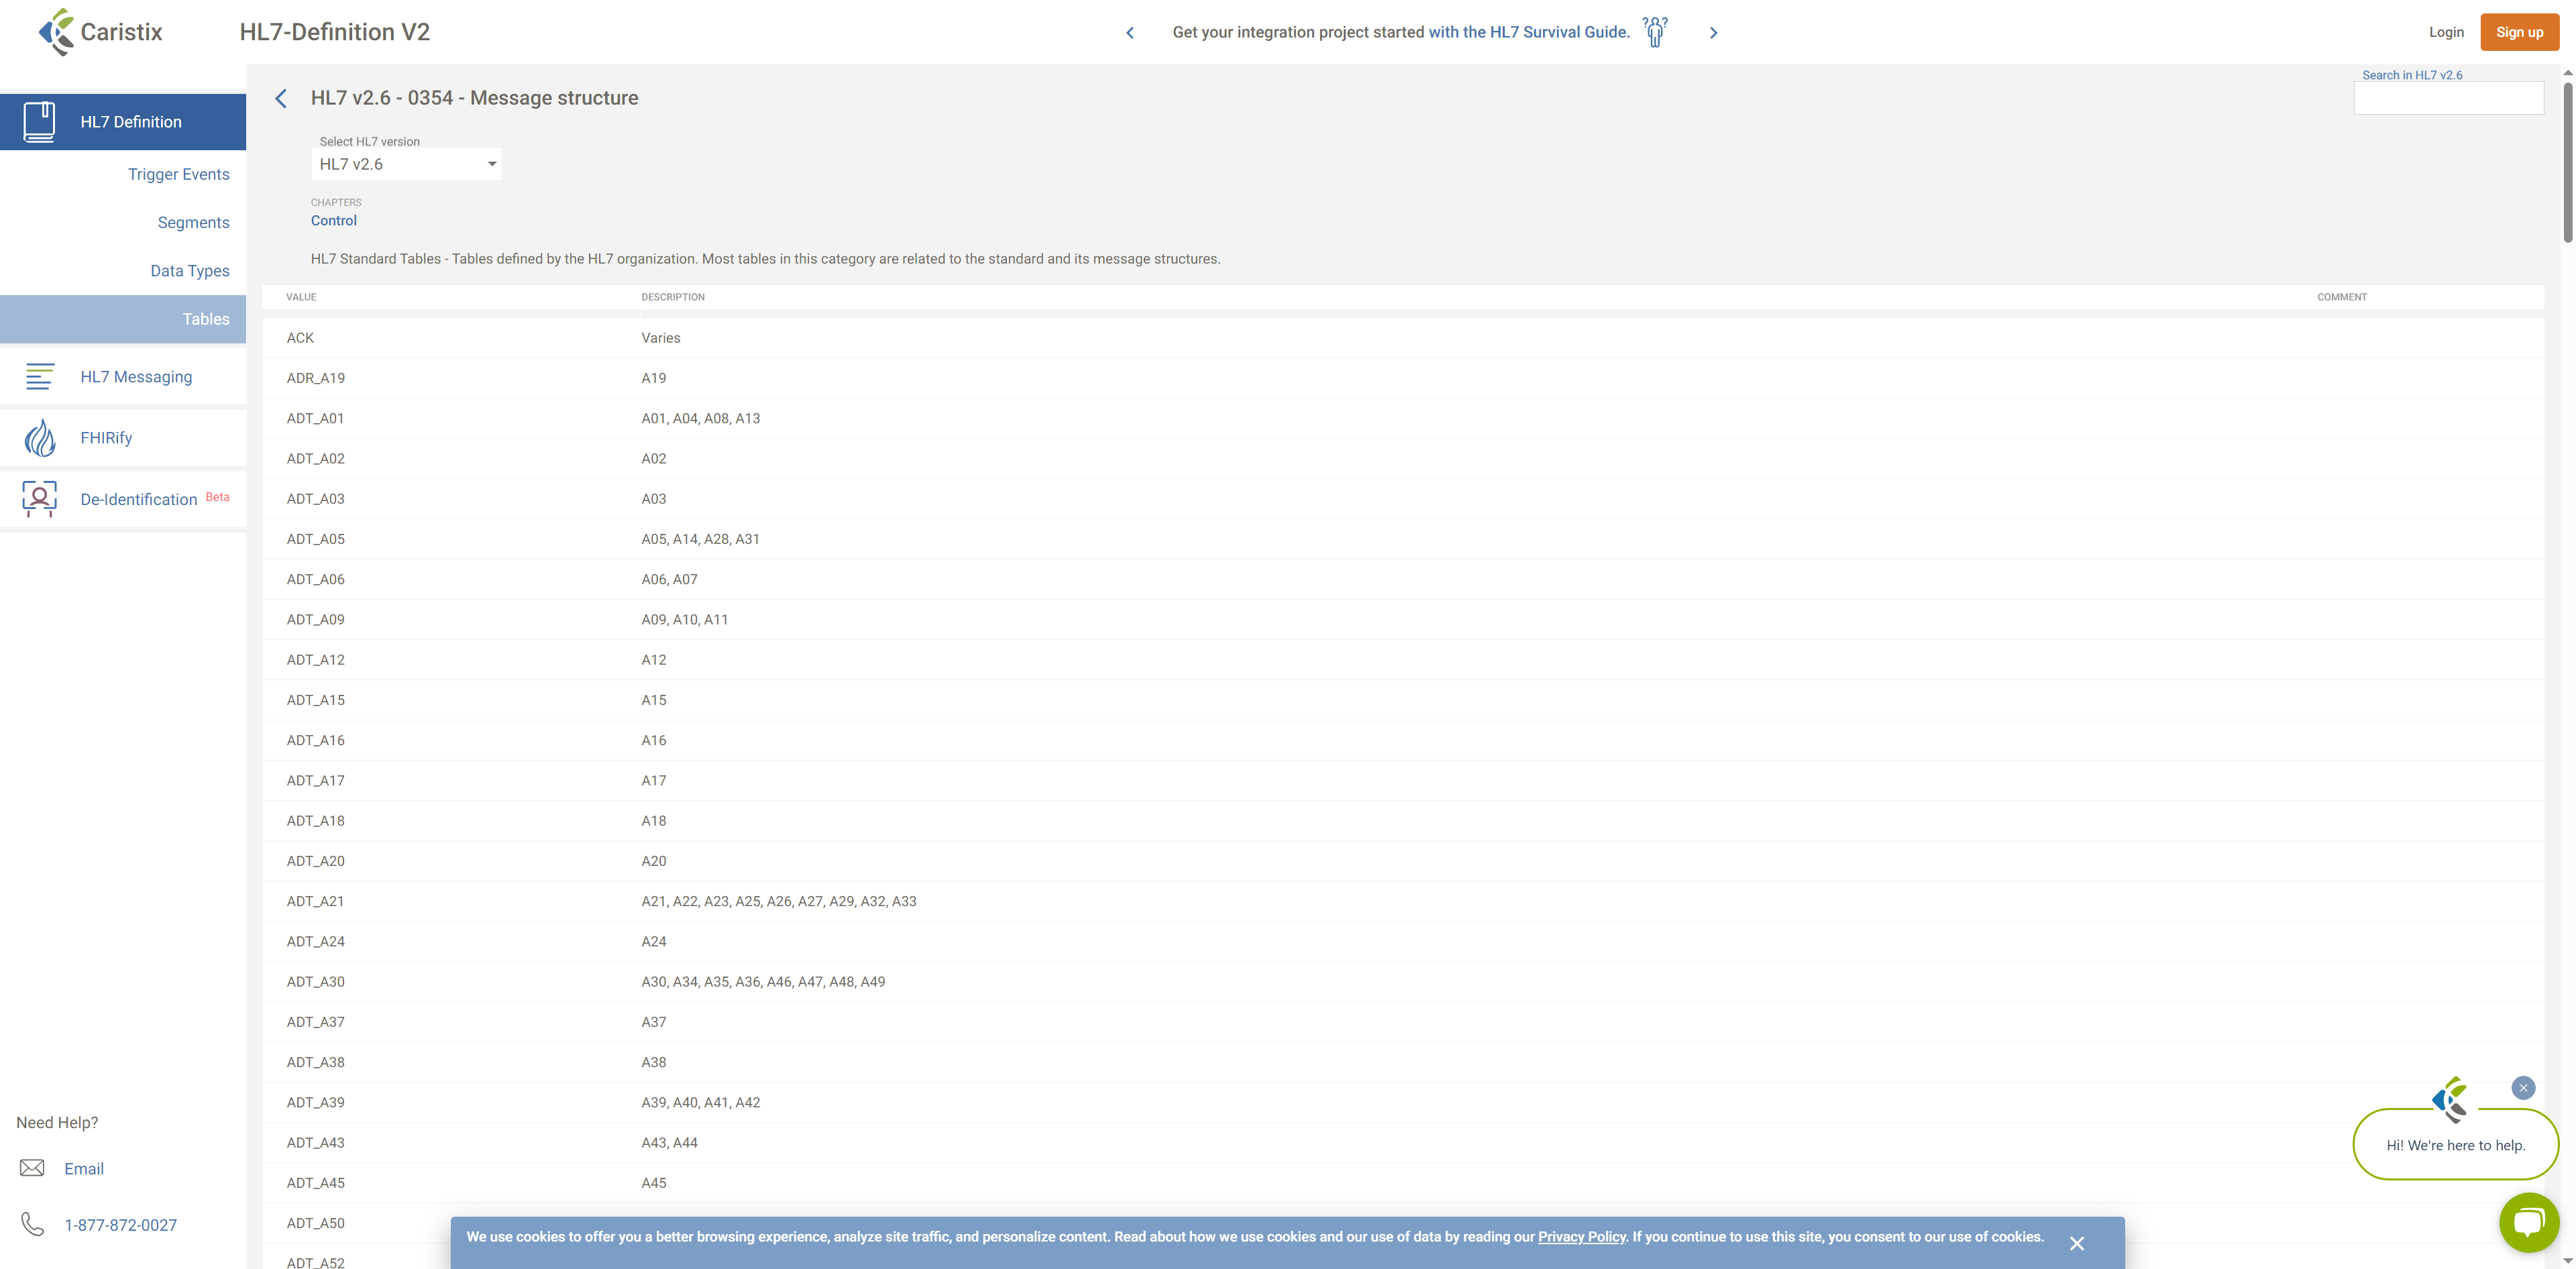 Caristix
HL7-Definition V2
Get your integration project started with the HL7 Survival Guide.
Login
Sign up
HL7 Definition
Trigger Events
Segments
Data Types
Tables
HL7 Messaging
FHIRify
De-Identification Beta
Need Help?
Email
1-877-872-0027
HL7 v2.6 - 0354 - Message structure
Search in HL7 v2.6
Select HL7 version
HL7 v2.6
CHAPTERS
Control
HL7 Standard Tables - Tables defined by the HL7 organization. Most tables in this category are related to the standard and its message structures.
VALUE DESCRIPTION COMMENT
ACK Varies
ADR_A19 A19
ADT_A01 A01, A04, A08, A13
ADT_A02 A02
ADT_A03 A03
ADT_A05 A05, A14, A28, A31
ADT_A06 A06, A07
ADT_A09 A09, A10, A11
ADT_A12 A12
ADT_A15 A15
ADT_A16 A16
ADT_A17 A17
ADT_A18 A18
ADT_A20 A20
ADT_A21 A21, A22, A23, A25, A26, A27, A29, A32, A33
ADT_A24 A24
ADT_A30 A30, A34, A35, A36, A46, A47, A48, A49
ADT_A37 A37
ADT_A38 A38
ADT_A39 A39, A40, A41, A42
ADT_A43 A43, A44
ADT_A45 A45
ADT_A50
ADT_A52
Hi! We're here to help.
We use cookies to offer you a better browsing experience, analyze site traffic, and personalize content. Read about how we use cookies and our use of data by reading our Privacy Policy. If you continue to use this site, you consent to our use of cookies.